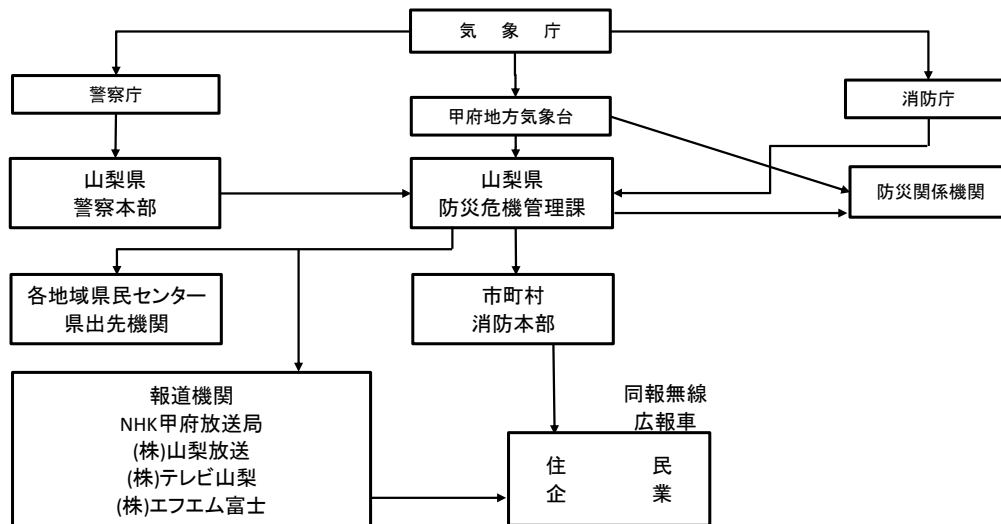 気　象　庁
警察庁
甲府地方気象台
消防庁
山梨県
警察本部
山梨県
防災危機管理課
防災関係機関
各地域県民センター
県出先機関
市町村
消防本部
報道機関
NHK甲府放送局
(株)山梨放送
(株)テレビ山梨
(株)エフエム富士
同報無線
広報車
住　　　民
企　　　業